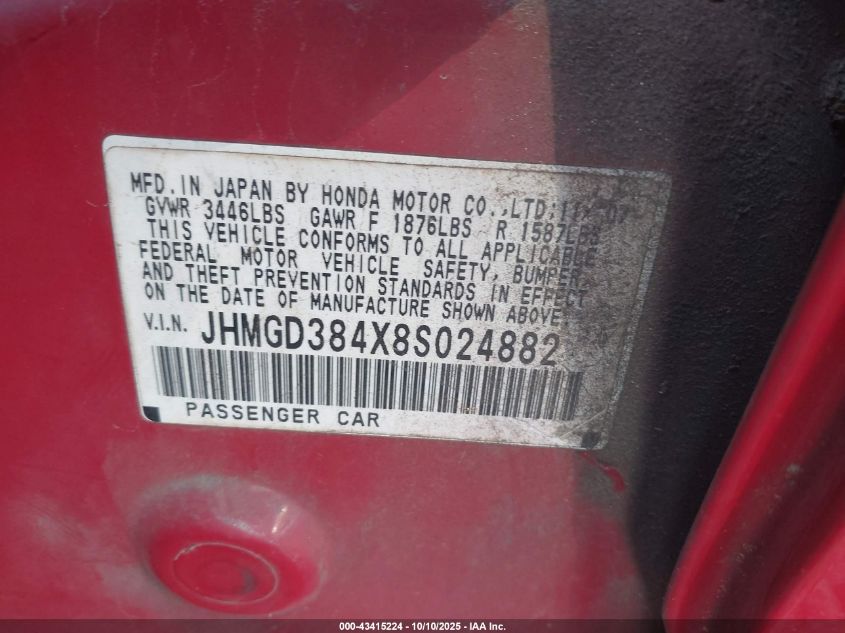 MFD. IN JAPAN BY HONDA MOTOR CO., LTD. 11 07
GVWR 3446LBS GAWR F 1876LBS R 1587LBS
THIS VEHICLE CONFORMS TO ALL APPLICABLE
FEDERAL MOTOR VEHICLE SAFETY, BUMPER,
AND THEFT PREVENTION STANDARDS IN EFFECT
ON THE DATE OF MANUFACTURE SHOWN ABOVE.
V.I.N. JHMGD384X8S024882
PASSENGER CAR
000-43415224 | 10/10/2025 - IAA Inc.